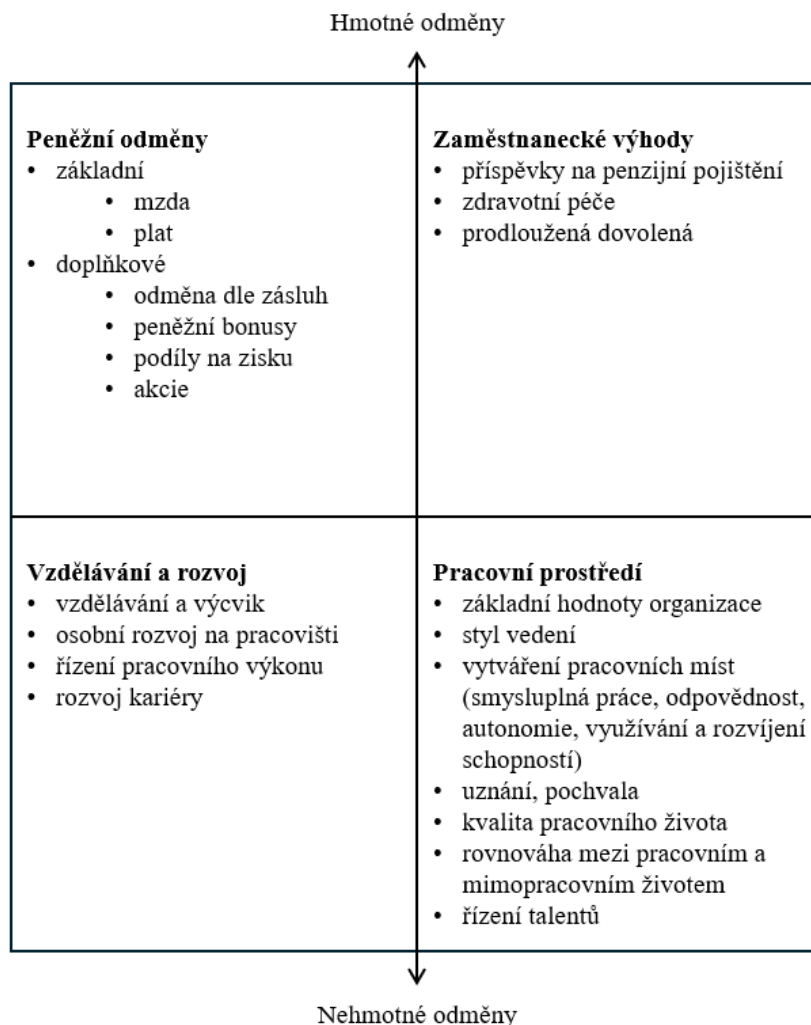 Hmotné odměny
Peněžní odměny
• základní
• mzda
• plat
• doplňkové
• odměna dle zásluh
• peněžní bonusy
• podíly na zisku
• akcie
Zaměstnanecké výhody
• příspěvky na penzijní pojištění
• zdravotní péče
• prodloužená dovolená
Vzdělávání a rozvoj
• vzdělávání a výcvik
• osobní rozvoj na pracovišti
• řízení pracovního výkonu
• rozvoj kariéry
Pracovní prostředí
• základní hodnoty organizace
• styl vedení
• vytváření pracovních míst
(smysluplná práce, odpovědnost,
autonomie, využívání a rozvíjení
schopností)
• uznání, pochvala
• kvalita pracovního života
• rovnováha mezi pracovním a
mimopracovním životem
• řízení talentů
Nehmotné odměny